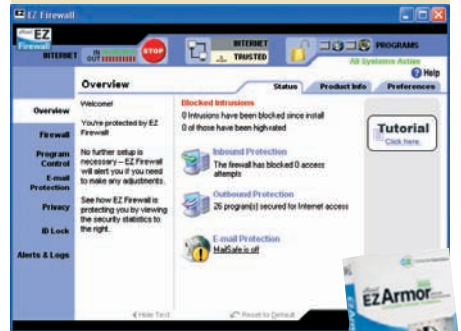 EZ Firewall
EZ
Firewall
INTERNET
IN
OUT
STOP
INTERNET
TRUSTED
PROGRAMS
All Systems Active
Help
Overview
Status
Product Info
Preferences
Overview
Firewall
Program
Control
E-mail
Protection
Privacy
ID Lock
Alerts & Logs
Welcome!
You're protected by EZ
Firewall
No further setup is
necessary – EZ Firewall
will alert you if you need
to make any adjustments.
See how EZ Firewall is
protecting you by viewing
the security statistics to
the right.
Blocked Intrusions
0 Intrusions have been blocked since install
0 of those have been high-rated
Inbound Protection
The firewall has blocked 0 access
attempts
Outbound Protection
26 program(s) secured for Internet access
E-mail Protection
MailSafe is off
Tutorial
Click here.
Hide Text
Reset to Default
EZ Armor